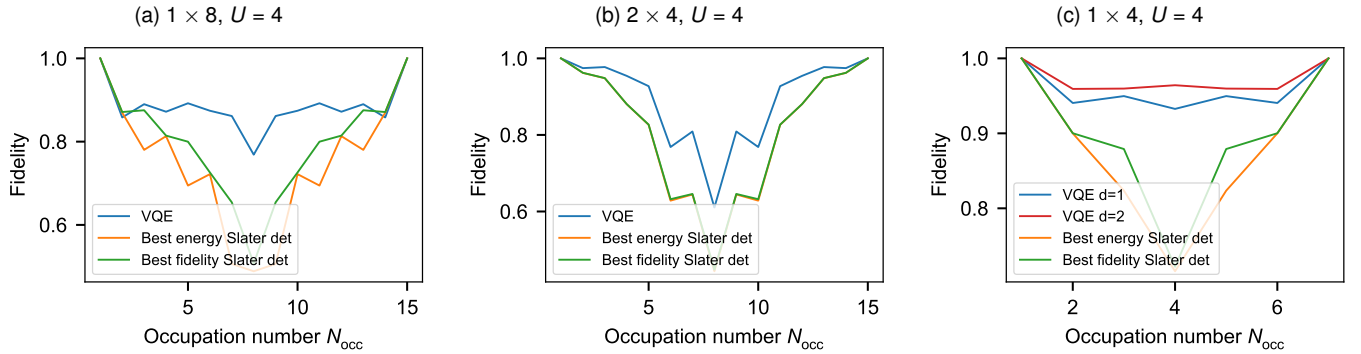 (a) 1 × 8, U = 4
Fidelity
1.0
0.8
0.6
VQE
Best energy Slater det
Best fidelity Slater det
5
10
15
Occupation number Nocc
(b) 2 × 4, U = 4
Fidelity
1.0
0.8
0.6
VQE
Best energy Slater det
Best fidelity Slater det
5
10
15
Occupation number Nocc
(c) 1 × 4, U = 4
Fidelity
1.0
0.9
0.8
VQE d=1
VQE d=2
Best energy Slater det
Best fidelity Slater det
2
4
6
Occupation number Nocc